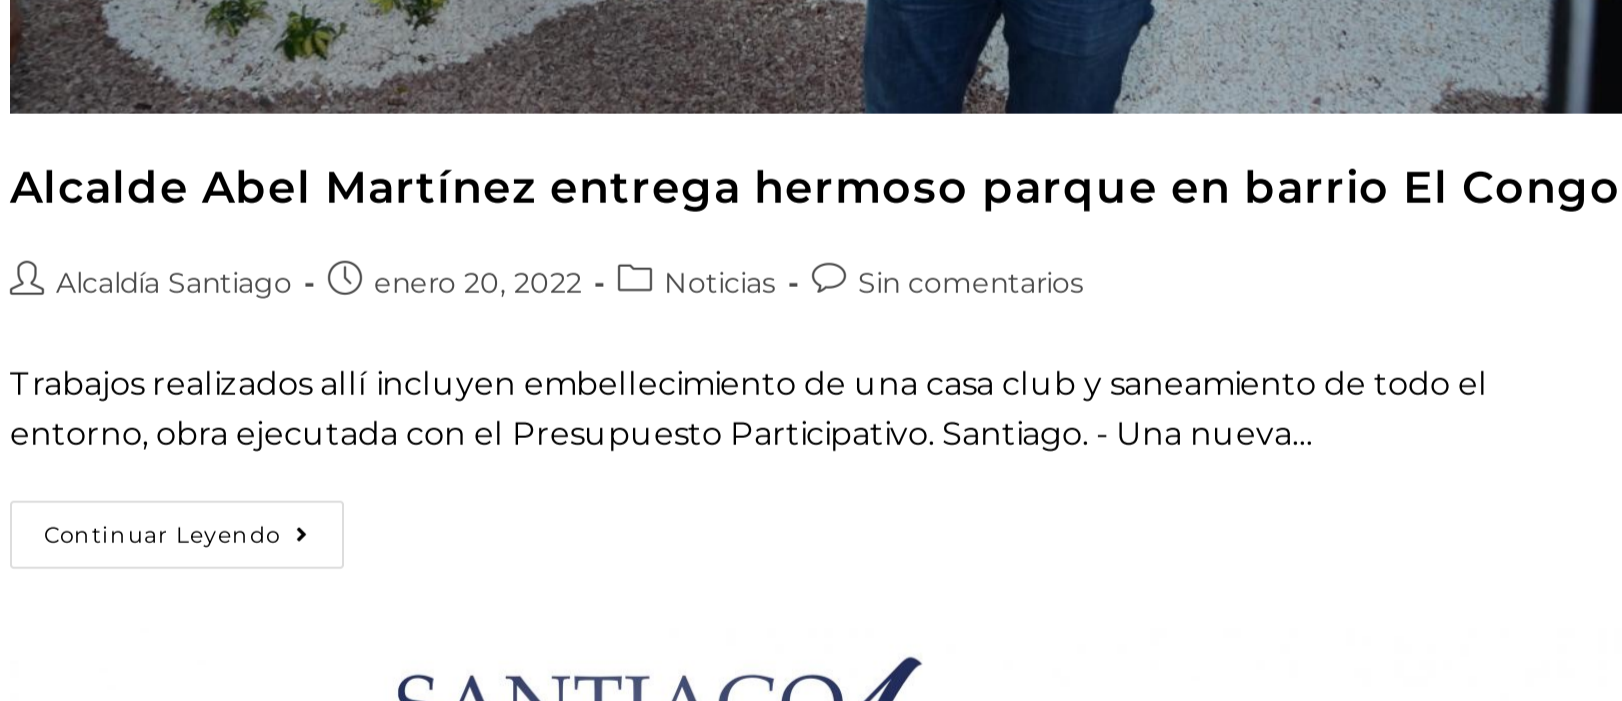 Alcalde Abel Martínez entrega hermoso parque en barrio El Congo
Alcaldía Santiago - enero 20, 2022 - Noticias - Sin comentarios
Trabajos realizados allí incluyen embellecimiento de una casa club y saneamiento de todo el
entorno, obra ejecutada con el Presupuesto Participativo. Santiago. - Una nueva...
Continuar Leyendo
SANTIAGO